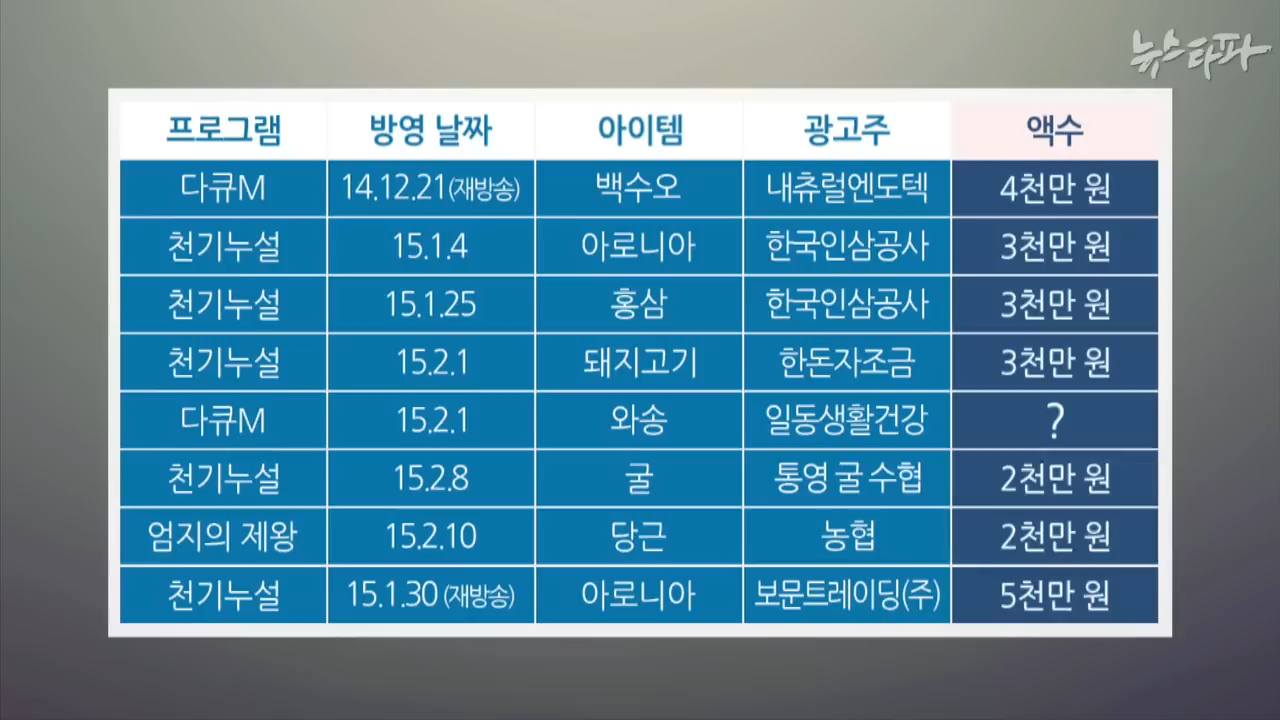 뉴스타파
프로그램 방영 날짜 아이템 광고주 액수
다큐M 14.12.21(재방송) 백수오 내츄럴엔도텍 4천만 원
천기누설 15.1.4 아로니아 한국인삼공사 3천만 원
천기누설 15.1.25 홍삼 한국인삼공사 3천만 원
천기누설 15.2.1 돼지고기 한돈자조금 3천만 원
다큐M 15.2.1 와송 일동생활건강 ?
천기누설 15.2.8 굴 통영 굴 수협 2천만 원
엄지의 제왕 15.2.10 당근 농협 2천만 원
천기누설 15.1.30 (재방송) 아로니아 보문트레이딩(주) 5천만 원